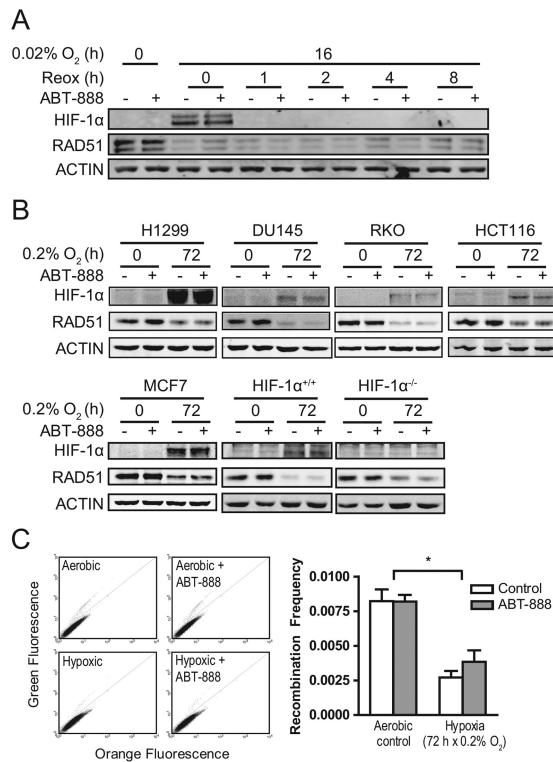 A
0.02% O2 (h) 0 16
Reox (h) 0 1 2 4 8
ABT-888 - + - + - + - + - + - +
HIF-1α
RAD51
ACTIN
B
H1299 DU145 RKO HCT116
0.2% O2 (h) 0 72 0 72 0 72 0 72
ABT-888 - + - + - + - + - + - + - + - +
HIF-1α
RAD51
ACTIN
MCF7 HIF-1α+/+ HIF-1α-/-
0.2% O2 (h) 0 72 0 72 0 72
ABT-888 - + - + - + - + - + - +
HIF-1α
RAD51
ACTIN
C
Green Fluorescence
Aerobic
Aerobic +
ABT-888
Hypoxic
Hypoxic +
ABT-888
Orange Fluorescence
Recombination Frequency
0.0100
0.0075
0.0050
0.0025
0.0000
*
Control
ABT-888
Aerobic
control
Hypoxia
(72 h x 0.2% O2)